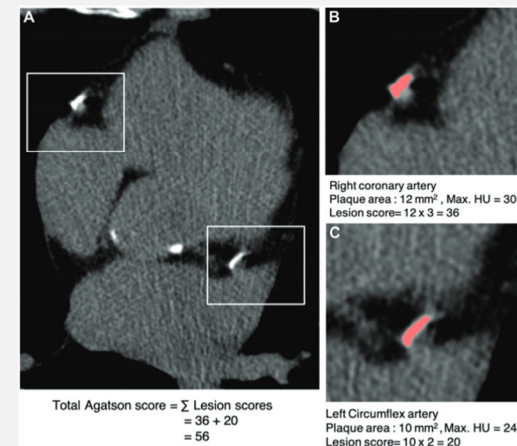 A
B
Right coronary artery
Plaque area : 12 mm², Max. HU = 30
Lesion score= 12 x 3 = 36
C
Total Agatson score = ∑ Lesion scores
= 36 + 20
= 56
Left Circumflex artery
Plaque area : 10 mm², Max. HU = 24
Lesion score= 10 x 2 = 20